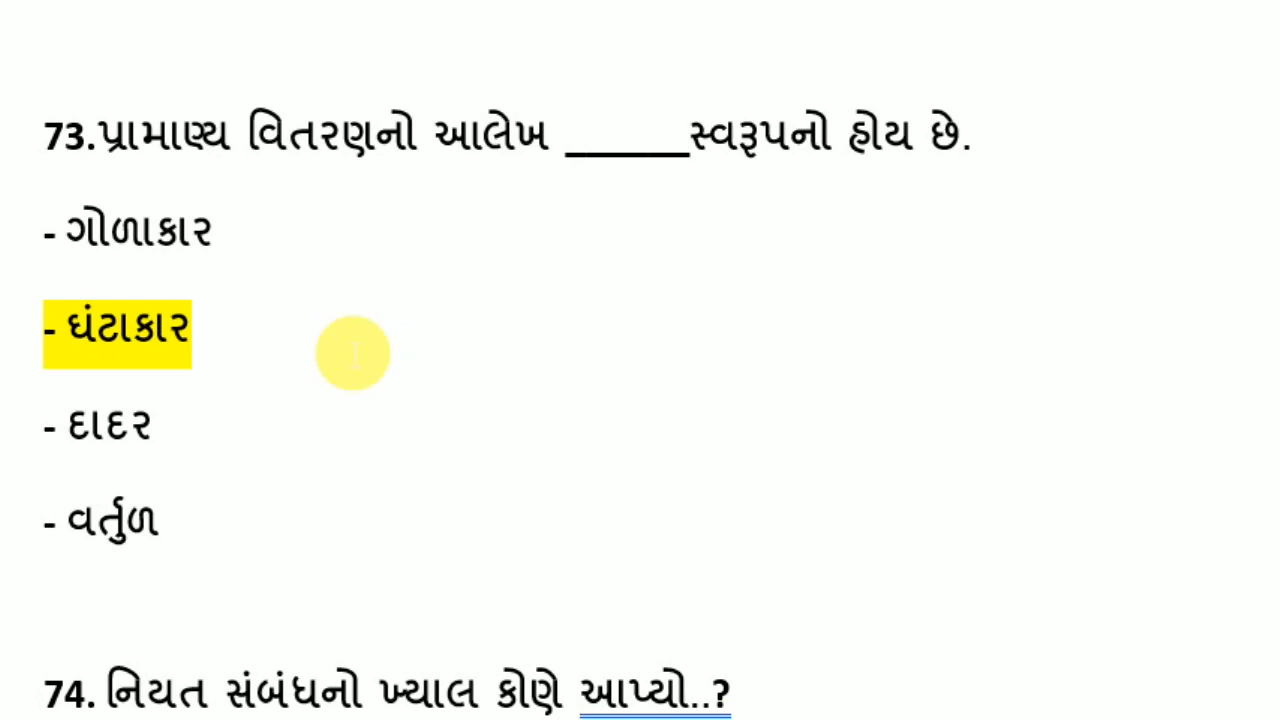 73.પ્રામાણ્ય વિતરણનો આલેખ ______સ્વરૂપનો હોય છે.
- ગોળાકાર
- ઘંટાકાર
- દાદર
- વર્તુળ
74. નિયત સંબંધનો ખ્યાલ કોણે આપ્યો..?